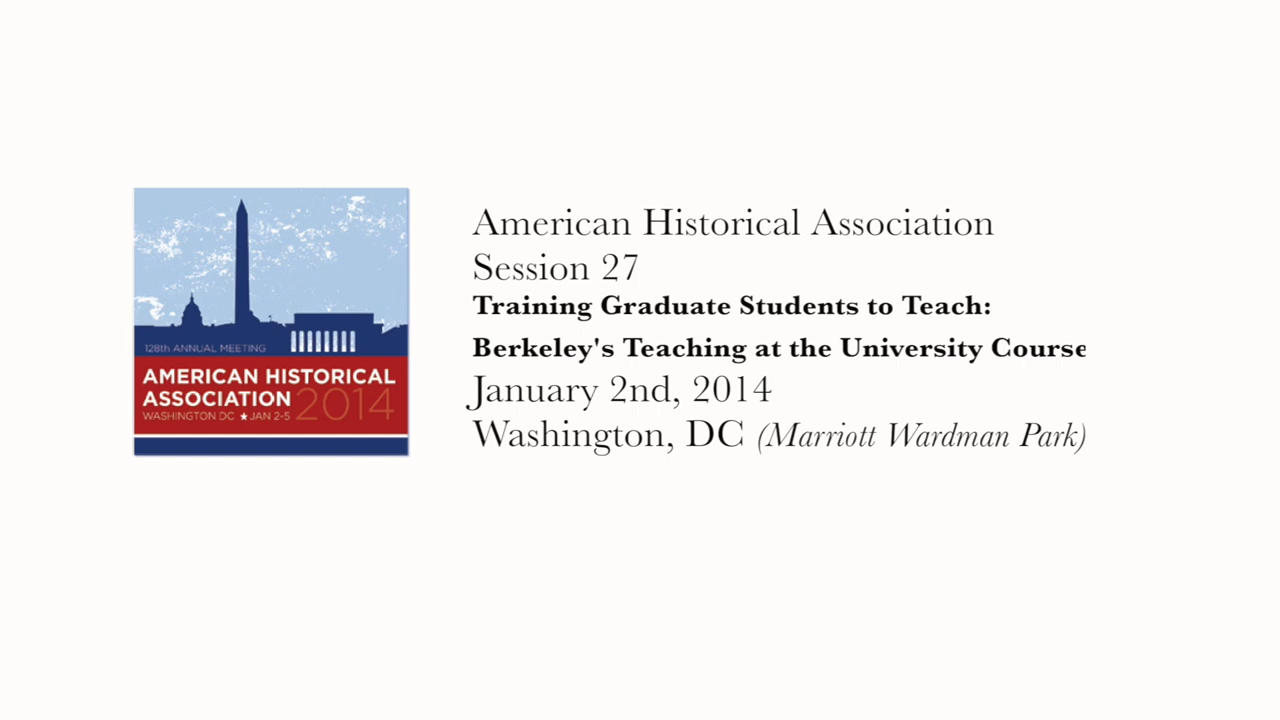 128th ANNUAL MEETING
AMERICAN HISTORICAL
ASSOCIATION 2014
WASHINGTON DC ★ JAN 2-5
American Historical Association
Session 27
Training Graduate Students to Teach:
Berkeley's Teaching at the University Course
January 2nd, 2014
Washington, DC (Marriott Wardman Park)